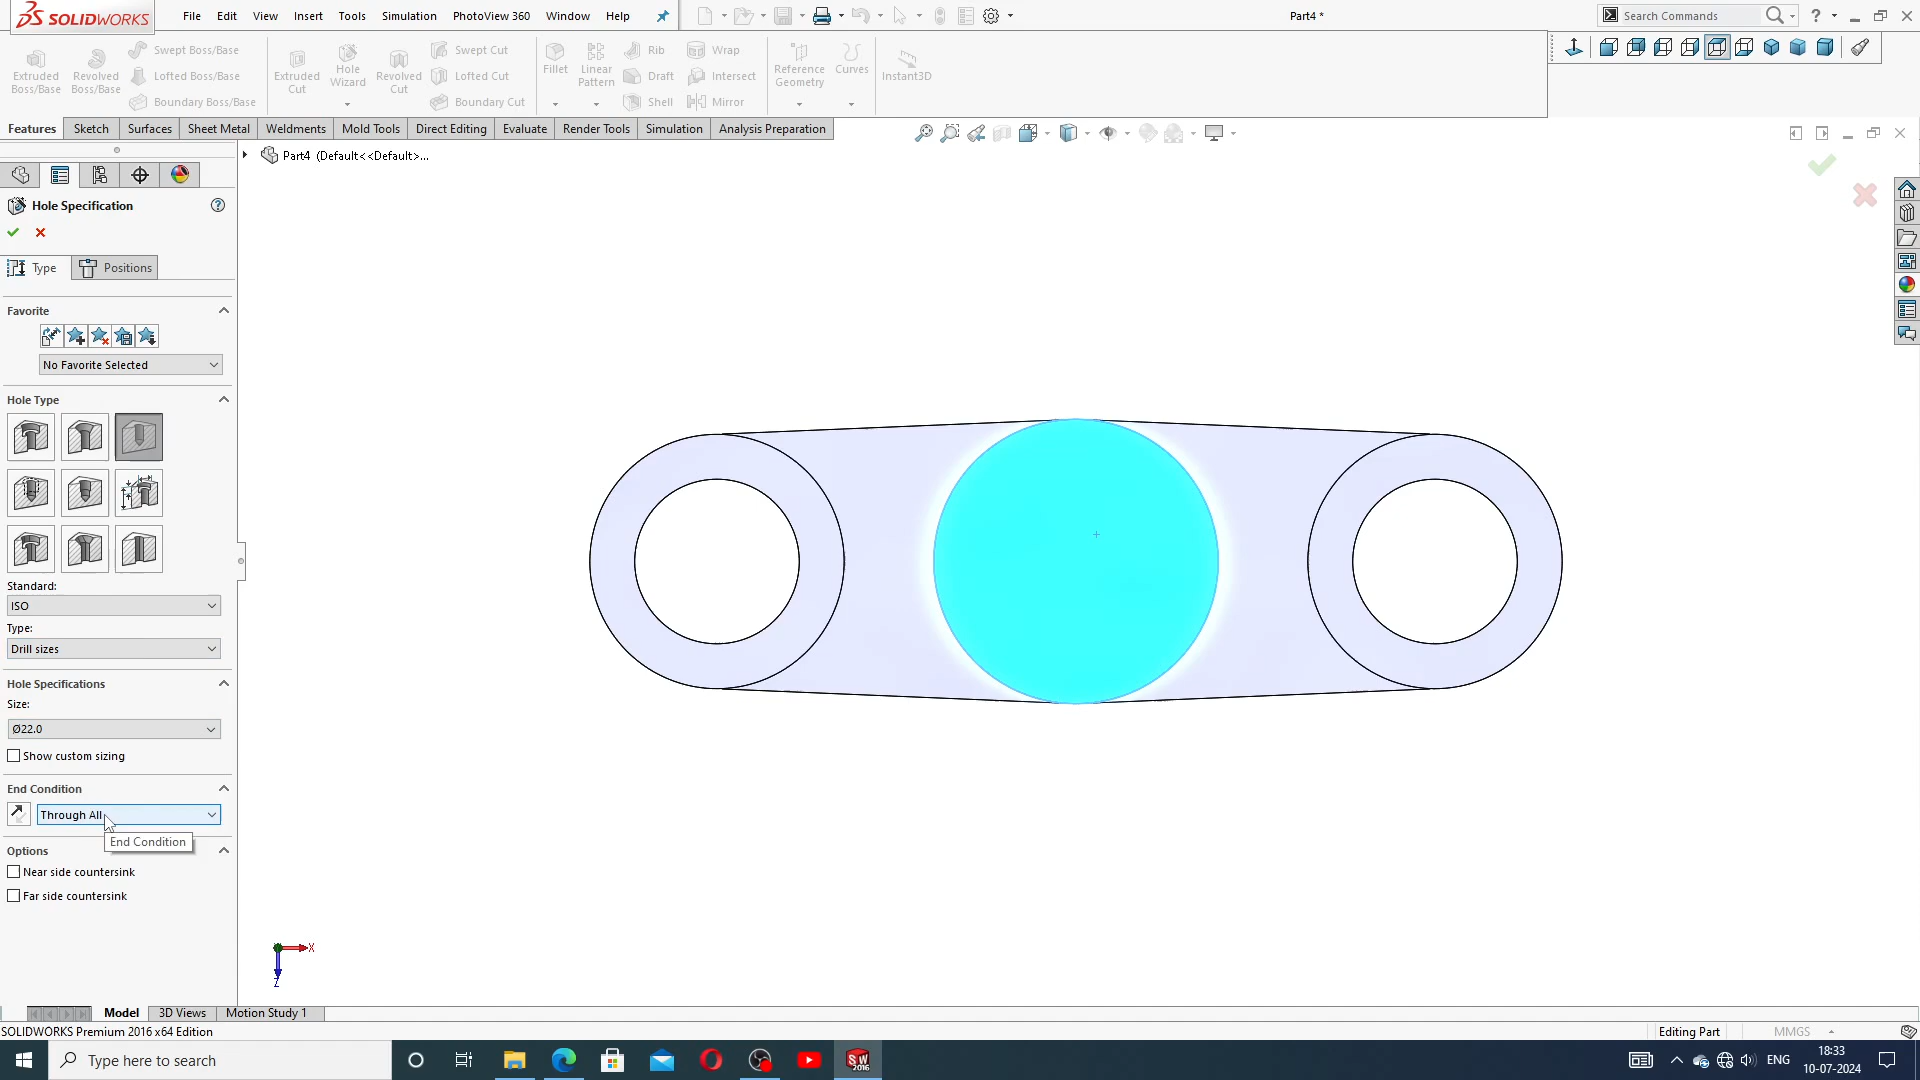 SOLIDWORKS
File Edit View Insert Tools Simulation PhotoView 360 Window Help
Part4 *
Search Commands
Extruded Boss/Base
Revolved Boss/Base
Swept Boss/Base
Lofted Boss/Base
Boundary Boss/Base
Extruded Cut
Hole Wizard
Revolved Cut
Swept Cut
Lofted Cut
Boundary Cut
Fillet
Linear Pattern
Rib
Draft
Shell
Wrap
Intersect
Mirror
Reference Geometry
Curves
Instant3D
Features Sketch Surfaces Sheet Metal Weldments Mold Tools Direct Editing Evaluate Render Tools Simulation Analysis Preparation
Part4 (Default<<Default>...
Hole Specification
Type Positions
Favorite
No Favorite Selected
Hole Type
Standard:
ISO
Type:
Drill sizes
Hole Specifications
Size:
Ø22.0
Show custom sizing
End Condition
Through All
End Condition
Options
Near side countersink
Far side countersink
X
Z
Model 3D Views Motion Study 1
SOLIDWORKS Premium 2016 x64 Edition
Editing Part
MMGS
Type here to search
SW 2016
ENG
18:33
10-07-2024